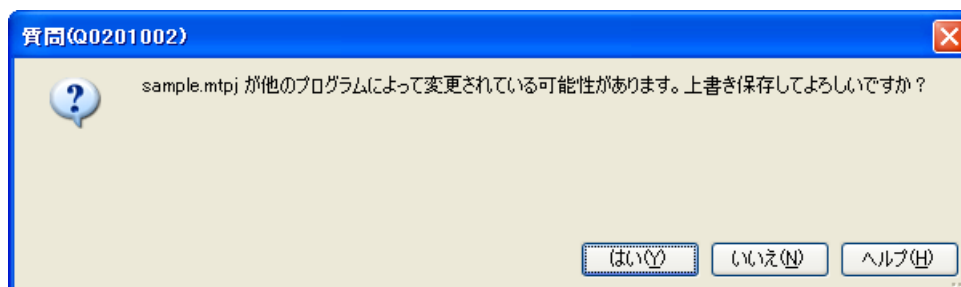 質問(Q0201002)
sample.mtpj が他のプログラムによって変更されている可能性があります。上書き保存してよろしいですか？
はい(Y) いいえ(N) ヘルプ(H)